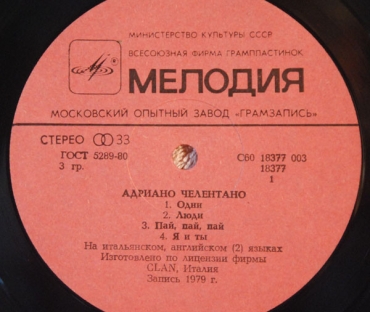 МИНИСТЕРСТВО КУЛЬТУРЫ СССР
ВСЕСОЮЗНАЯ ФИРМА ГРАМПЛАСТИНОК
МЕЛОДИЯ
МОСКОВСКИЙ ОПЫТНЫЙ ЗАВОД «ГРАМЗАПИСЬ»
СТЕРЕО 33
ГОСТ 5289-80
3 гр.
С60 18377 003
18377
1
АДРИАНО ЧЕЛЕНТАНО
1. Одни
2. Люди
3. Пай, пай, пай
4. Я и ты
На итальянском, английском (2) языках
Изготовлено по лицензии фирмы
CLAN, Италия
Запись 1979 г.